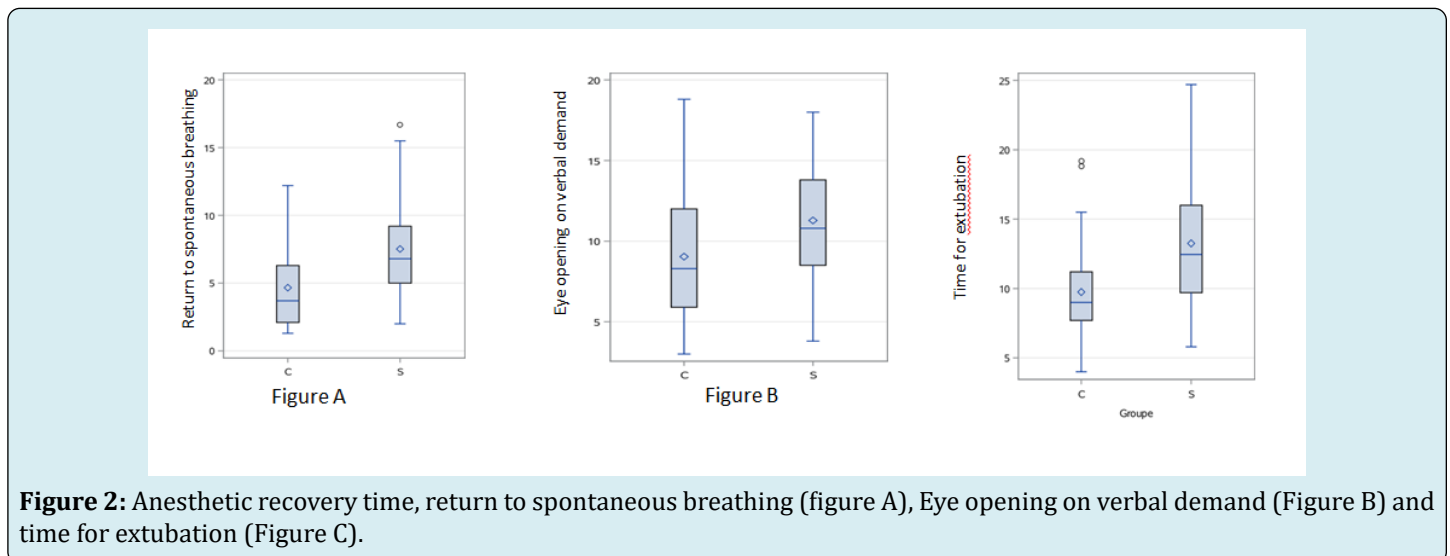 Return to spontaneous breathing
20
15
10
5
0
C
S
Figure A
Eye opening on verbal demand
20
15
10
5
C
S
Figure B
Time for extubation
25
20
15
10
5
C
S
Groupe
Figure 2: Anesthetic recovery time, return to spontaneous breathing (figure A), Eye opening on verbal demand (Figure B) and
time for extubation (Figure C).